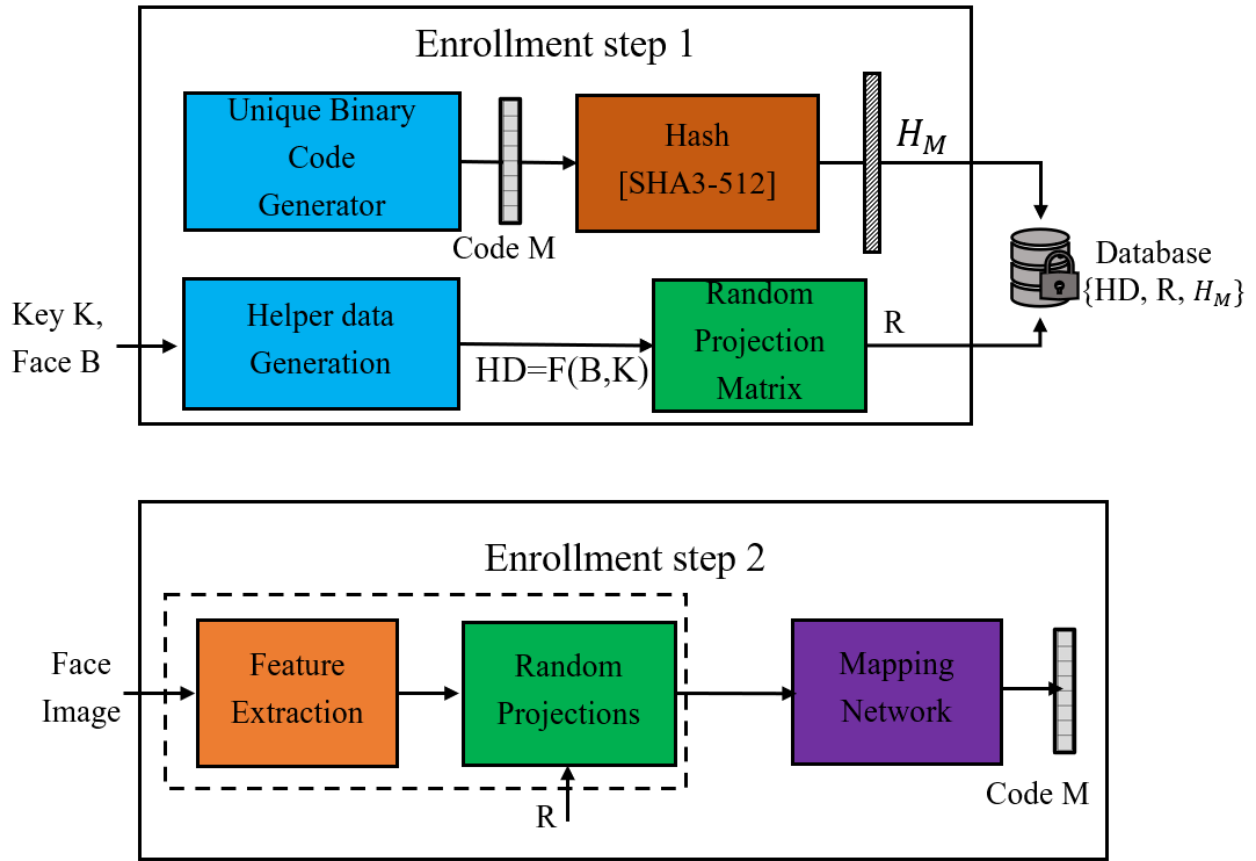 Enrollment step 1
Unique Binary
Code
Generator
Code M
Hash
[SHA3-512]
H_M
Database
{HD, R, H_M}
Key K,
Face B
Helper data
Generation
HD=F(B,K)
Random
Projection
Matrix
R
Enrollment step 2
Face
Image
Feature
Extraction
Random
Projections
R
Mapping
Network
Code M